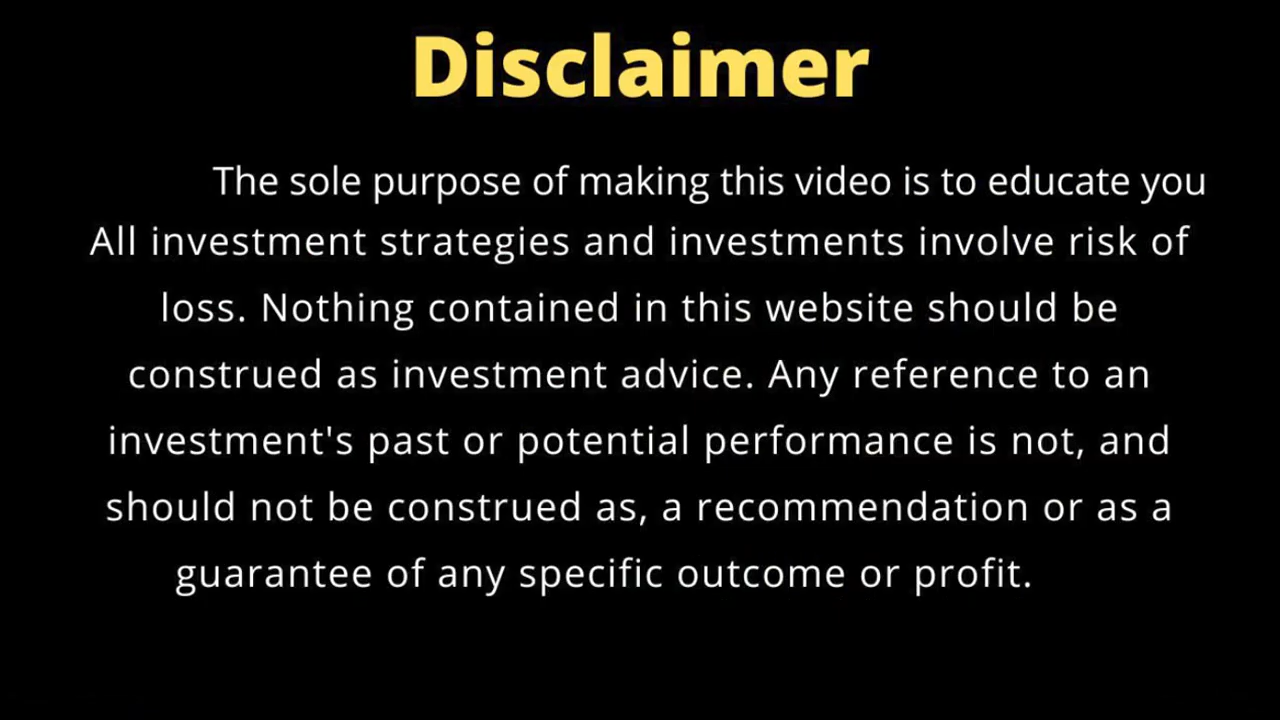 Disclaimer
The sole purpose of making this video is to educate you
All investment strategies and investments involve risk of
loss. Nothing contained in this website should be
construed as investment advice. Any reference to an
investment's past or potential performance is not, and
should not be construed as, a recommendation or as a
guarantee of any specific outcome or profit.